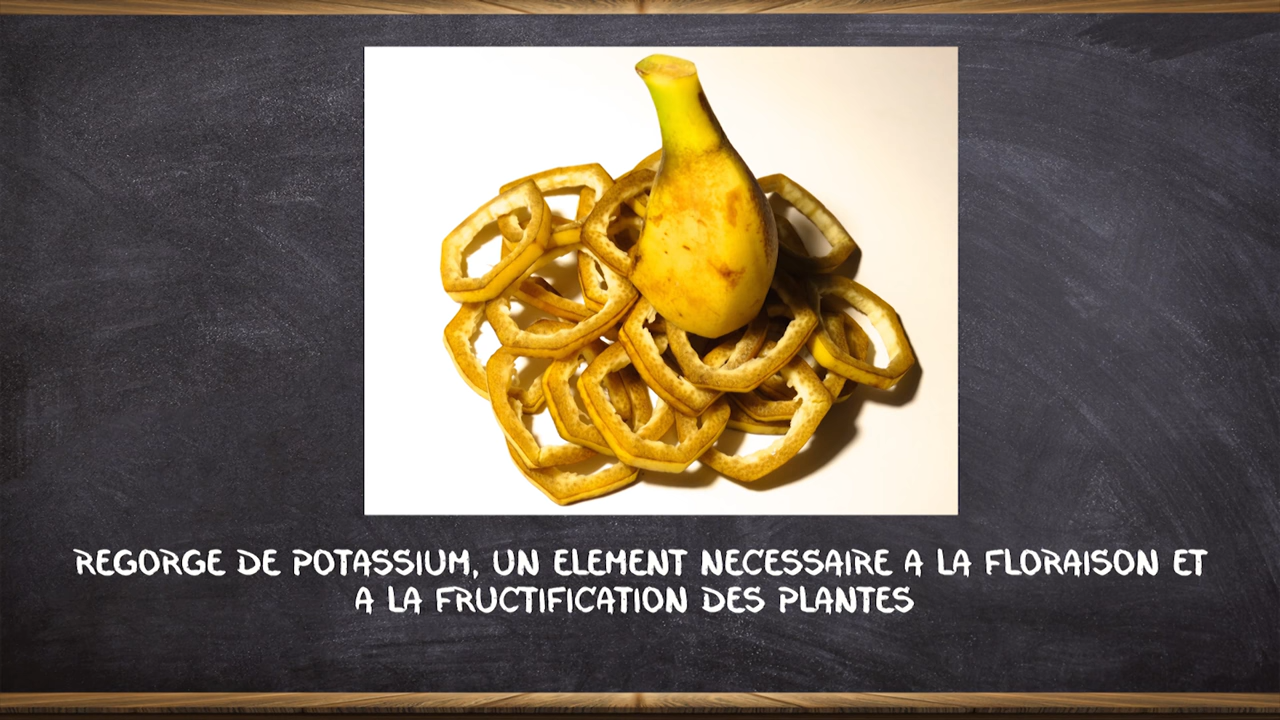 REGORGE DE POTASSIUM, UN ELEMENT NECESSAIRE A LA FLORAISON ET
A LA FRUCTIFICATION DES PLANTES